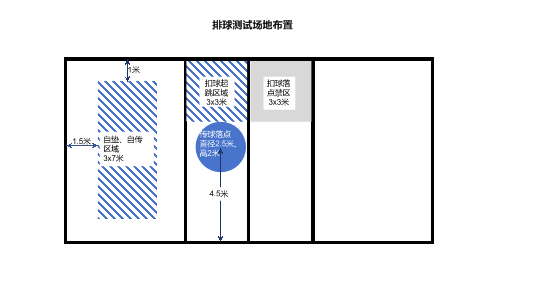 排球测试场地布置
1米
扣球起
跳区域
3x3米
扣球落
点禁区
3x3米
1.5米
自垫、自传
区域
3x7米
传球落点
直径2.5米,
高2米
4.5米